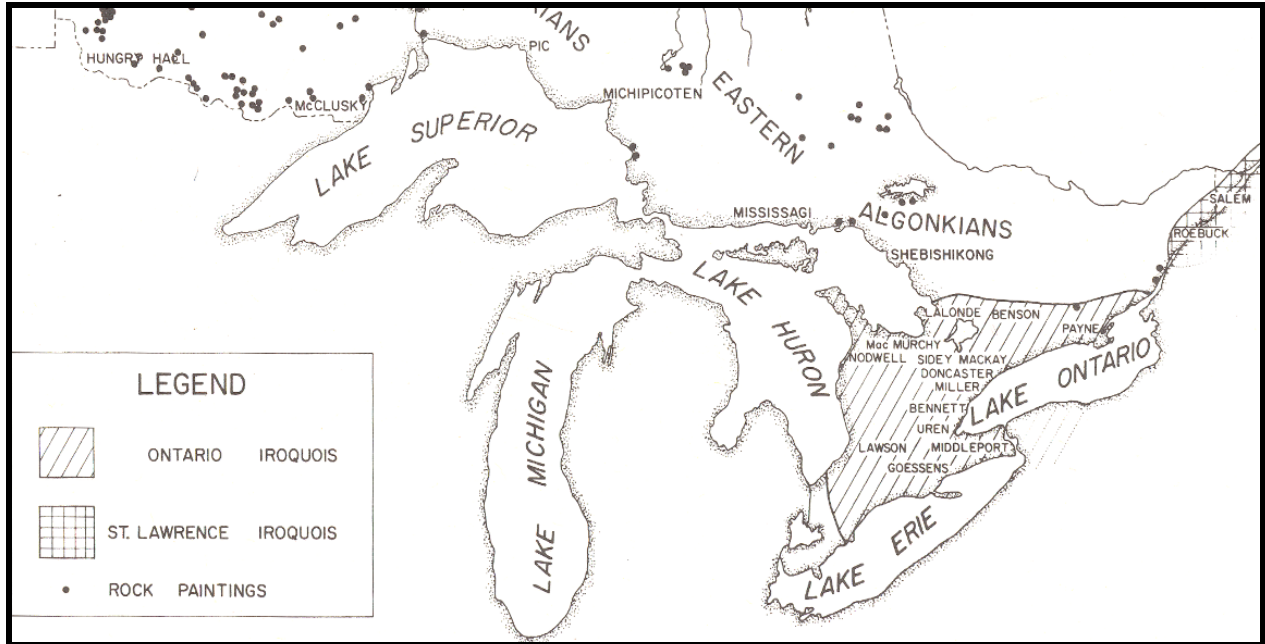 KIANS
PIC
HUNGRY HALL
McCLUSKY
MICHIPICOTEN
EASTERN
LAKE SUPERIOR
MISSISSAGI
ALGONKIANS
SHEBISHIKONG
SALEM
ROEBUCK
LAKE HURON
LALONDE BENSON
PAYNE
Mac MURCHY
NODWELL SIDEY MACKAY
DONCASTER
MILLER
LAKE ONTARIO
BENNETT
UREN
LAWSON MIDDLEPORT
GOESSENS
LAKE MICHIGAN
LAKE ERIE
LEGEND
ONTARIO IROQUOIS
ST. LAWRENCE IROQUOIS
ROCK PAINTINGS